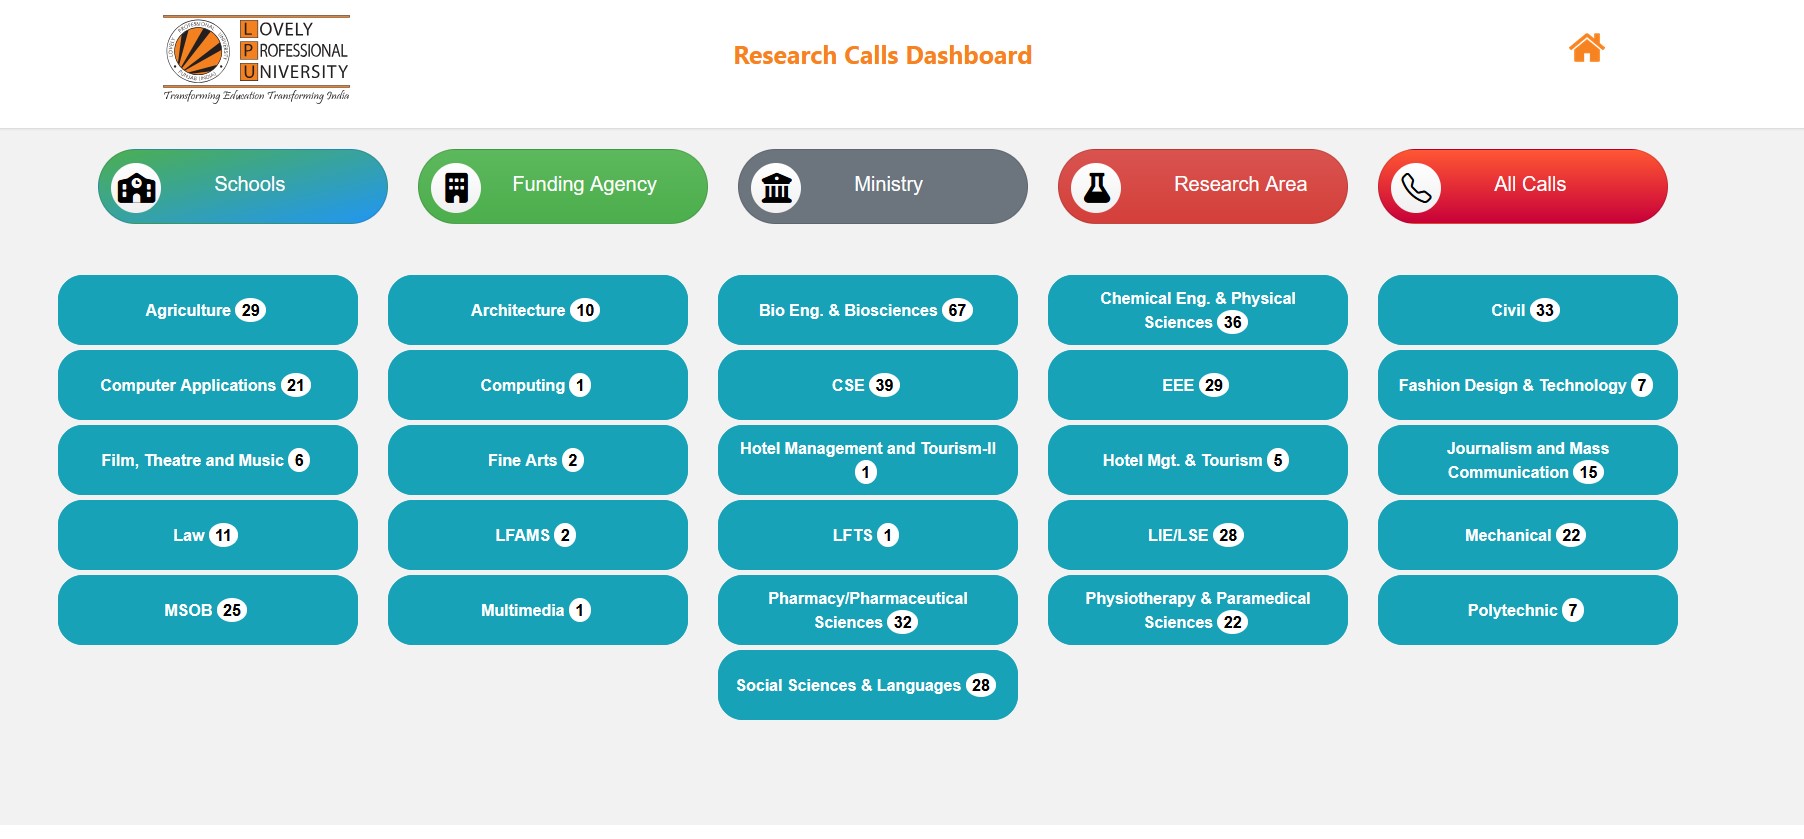 LOVELY
PROFESSIONAL
UNIVERSITY
Transforming Education Transforming India
LOVELY PROFESSIONAL UNIVERSITY
PUNJAB (INDIA)
Research Calls Dashboard
Schools
Funding Agency
Ministry
Research Area
All Calls
Agriculture 29
Architecture 10
Bio Eng. & Biosciences 67
Chemical Eng. & Physical
Sciences 36
Civil 33
Computer Applications 21
Computing 1
CSE 39
EEE 29
Fashion Design & Technology 7
Film, Theatre and Music 6
Fine Arts 2
Hotel Management and Tourism-II
1
Hotel Mgt. & Tourism 5
Journalism and Mass
Communication 15
Law 11
LFAMS 2
LFTS 1
LIE/LSE 28
Mechanical 22
MSOB 25
Multimedia 1
Pharmacy/Pharmaceutical
Sciences 32
Physiotherapy & Paramedical
Sciences 22
Polytechnic 7
Social Sciences & Languages 28